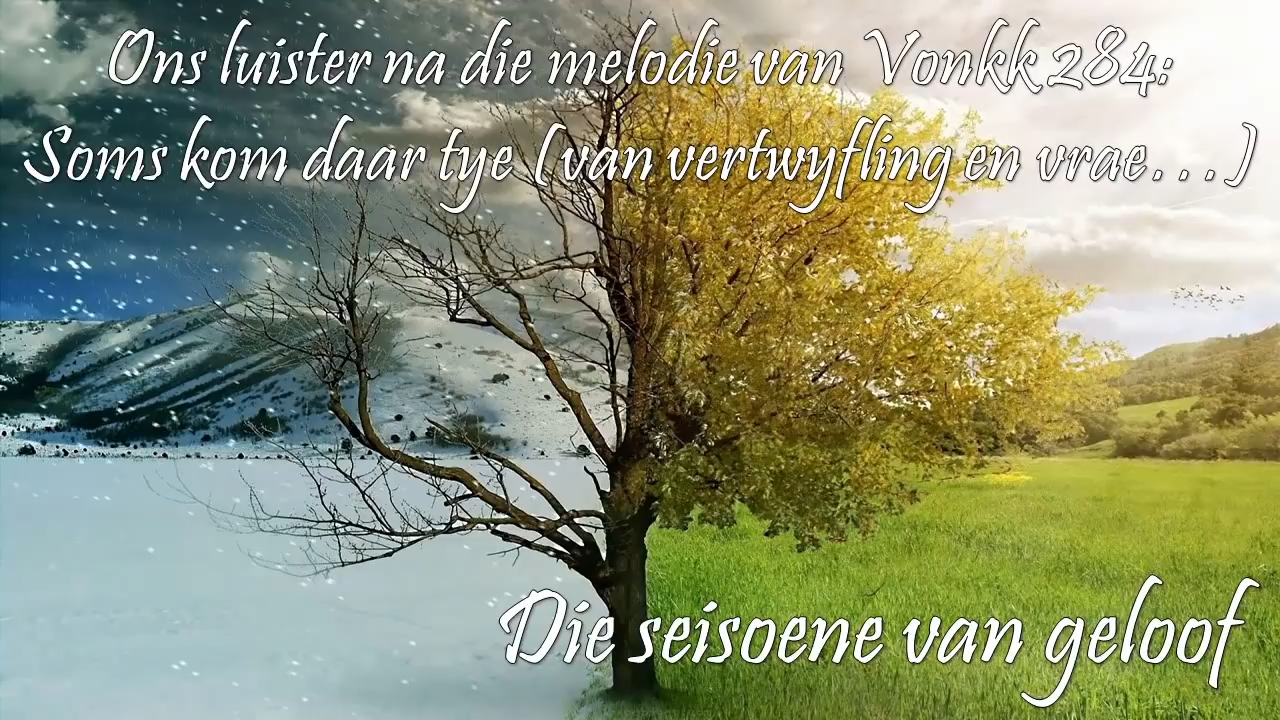 Ons luister na die melodie van Vonkk 284:
Soms kom daar tye (van vertwyfling en vrae...)
Die seisoene van geloof